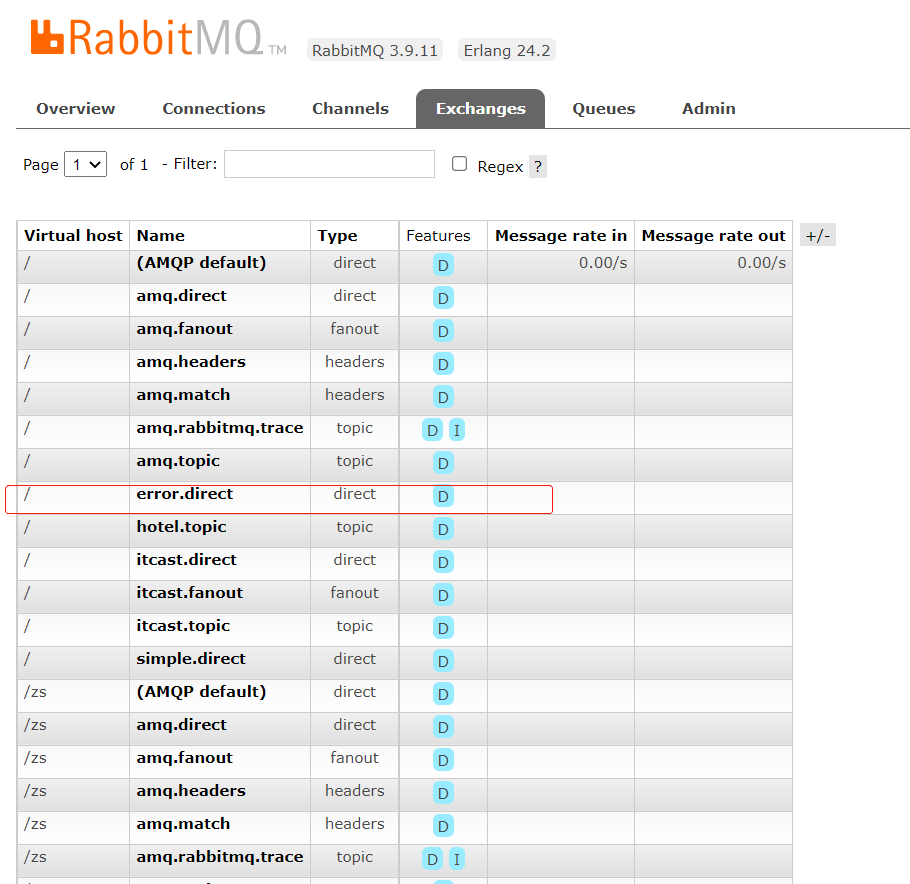 RabbitMQ TM RabbitMQ 3.9.11 Erlang 24.2
Overview Connections Channels Exchanges Queues Admin
Page 1 of 1 - Filter: Regex ?
Virtual host Name Type Features Message rate in Message rate out +/-
/ (AMQP default) direct D 0.00/s 0.00/s
/ amq.direct direct D
/ amq.fanout fanout D
/ amq.headers headers D
/ amq.match headers D
/ amq.rabbitmq.trace topic D I
/ amq.topic topic D
/ error.direct direct D
/ hotel.topic topic D
/ itcast.direct direct D
/ itcast.fanout fanout D
/ itcast.topic topic D
/ simple.direct direct D
/zs (AMQP default) direct D
/zs amq.direct direct D
/zs amq.fanout fanout D
/zs amq.headers headers D
/zs amq.match headers D
/zs amq.rabbitmq.trace topic D I